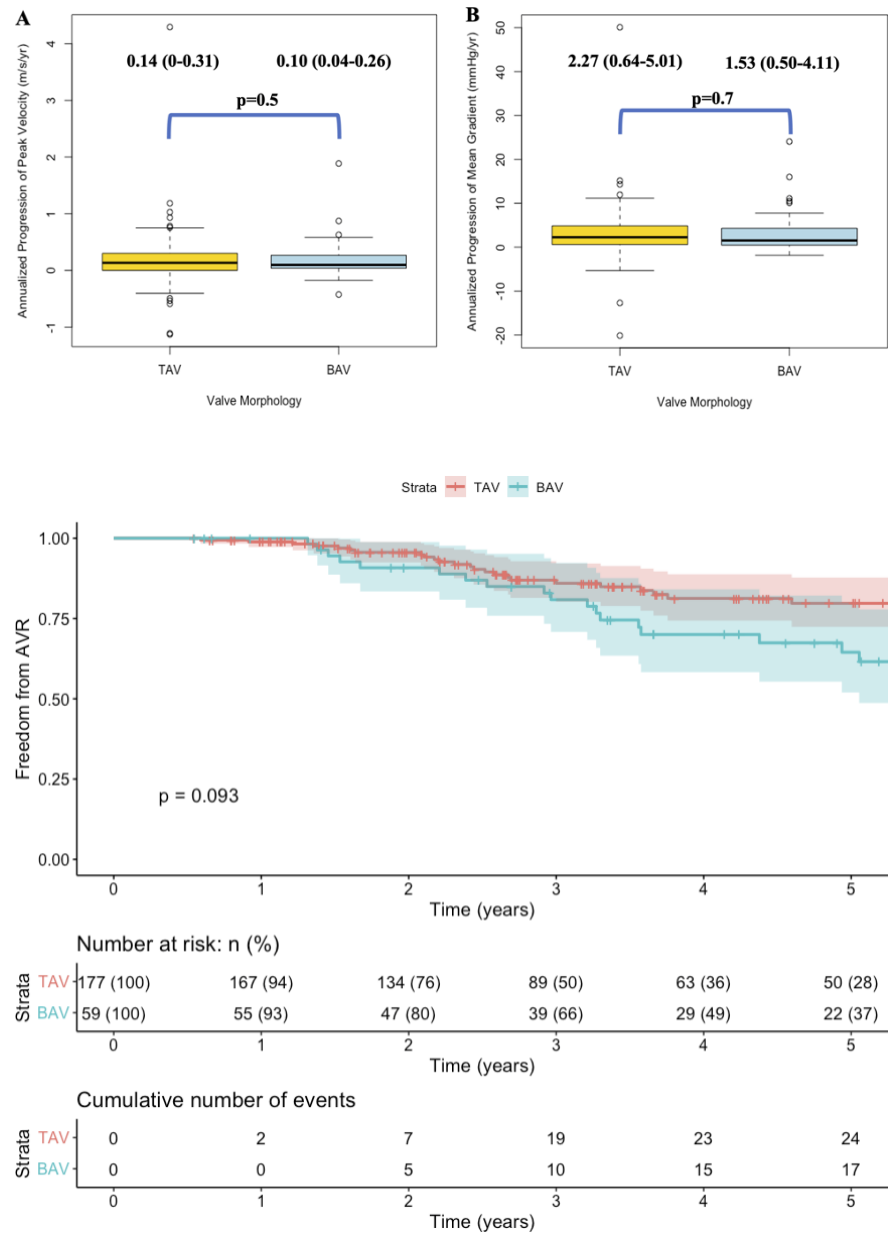 A
Annualized Progression of Peak Velocity (m/s/yr)
4
3
2
1
0
-1
0.14 (0-0.31)
0.10 (0.04-0.26)
p=0.5
TAV
BAV
Valve Morphology
B
Annualized Progression of Mean Gradient (mmHg/yr)
50
40
30
20
10
0
-10
-20
2.27 (0.64-5.01)
1.53 (0.50-4.11)
p=0.7
TAV
BAV
Valve Morphology
Strata TAV BAV
Freedom from AVR
1.00
0.75
0.50
0.25
0.00
p = 0.093
0 1 2 3 4 5
Time (years)
Number at risk: n (%)
Strata
TAV 177 (100) 167 (94) 134 (76) 89 (50) 63 (36) 50 (28)
BAV 59 (100) 55 (93) 47 (80) 39 (66) 29 (49) 22 (37)
0 1 2 3 4 5
Time (years)
Cumulative number of events
Strata
TAV 0 2 7 19 23 24
BAV 0 0 5 10 15 17
0 1 2 3 4 5
Time (years)